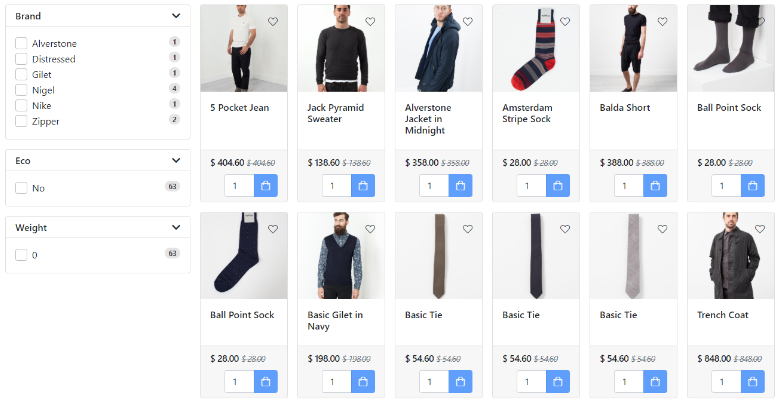 Brand
Alverstone 1
Distressed 1
Gilet 1
Nigel 4
Nike 1
Zipper 2
Eco
No 63
Weight
0 63
5 Pocket Jean
$ 404.60 $ 404.60
1
Jack Pyramid
Sweater
$ 138.60 $ 138.60
1
Alverstone
Jacket in
Midnight
$ 358.00 $ 358.00
1
Amsterdam
Stripe Sock
$ 28.00 $ 28.00
1
Balda Short
$ 388.00 $ 388.00
1
Ball Point Sock
$ 28.00 $ 28.00
1
Ball Point Sock
$ 28.00 $ 28.00
1
Basic Gilet in
Navy
$ 198.00 $ 198.00
1
Basic Tie
$ 54.60 $ 54.60
1
Basic Tie
$ 54.60 $ 54.60
1
Basic Tie
$ 54.60 $ 54.60
1
Trench Coat
$ 848.00 $ 848.00
1